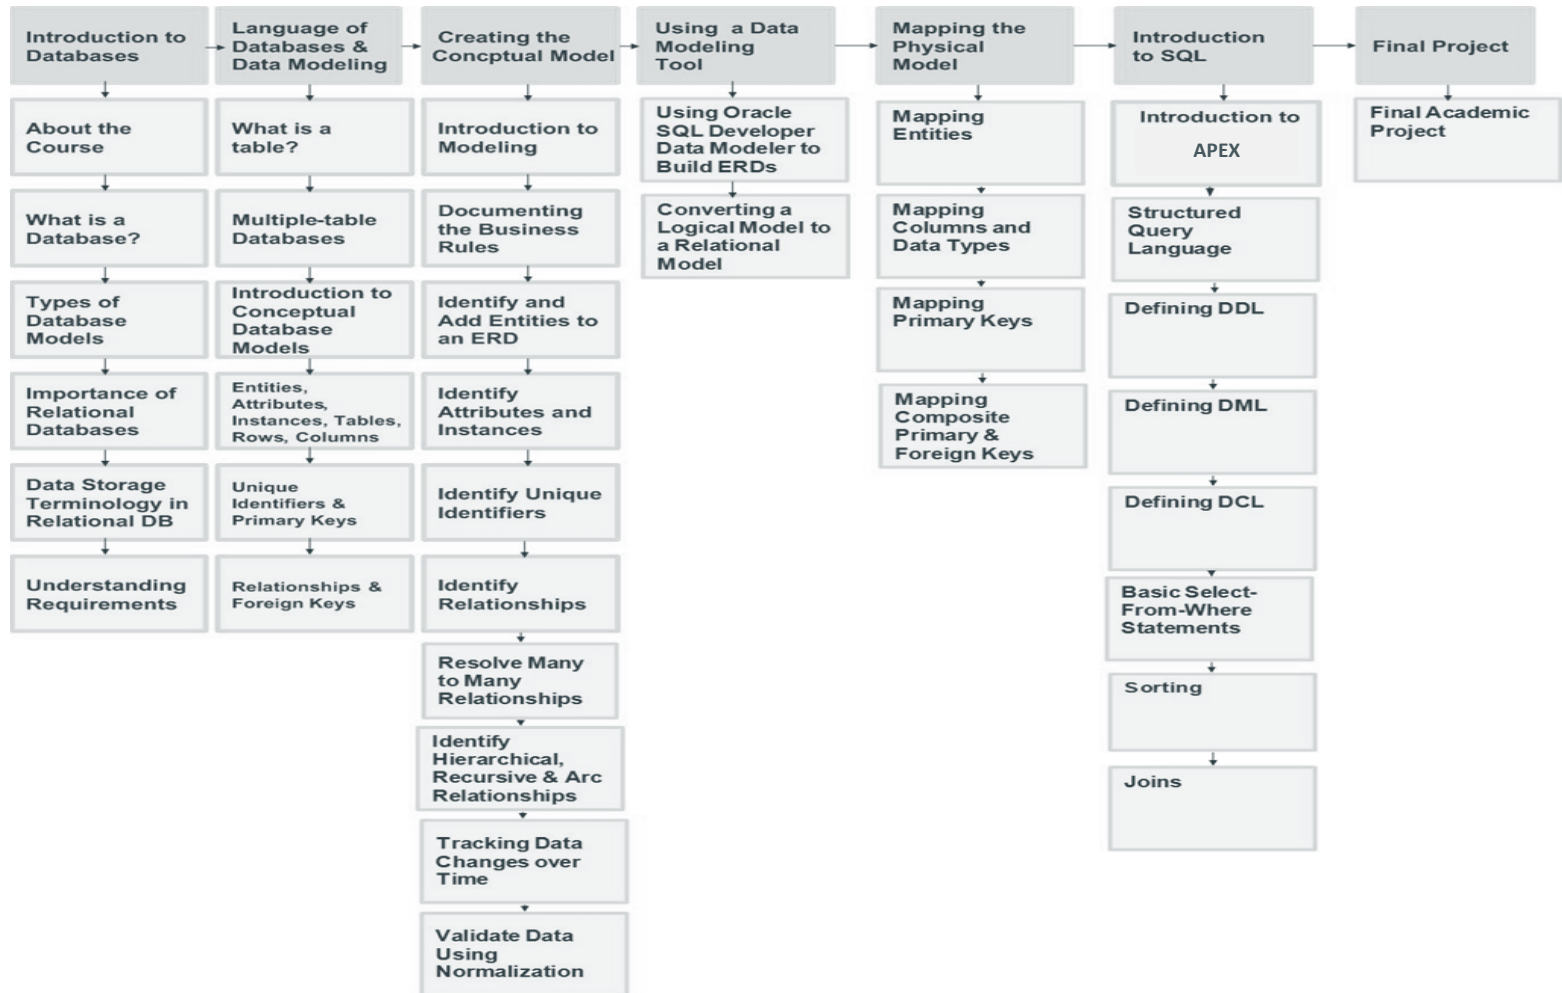 Introduction to
Databases
Language of
Databases &
Data Modeling
Creating the
Concptual Model
Using a Data
Modeling
Tool
Mapping the
Physical
Model
Introduction
to SQL
Final Project
About the
Course
What is a
Database?
Types of
Database
Models
Importance of
Relational
Databases
Data Storage
Terminology in
Relational DB
Understanding
Requirements
What is a
table?
Multiple-table
Databases
Introduction to
Conceptual
Database
Models
Entities,
Attributes,
Instances, Tables,
Rows, Columns
Unique
Identifiers &
Primary Keys
Relationships &
Foreign Keys
Introduction to
Modeling
Documenting
the Business
Rules
Identify and
Add Entities to
an ERD
Identify
Attributes and
Instances
Identify Unique
Identifiers
Identify
Relationships
Resolve Many
to Many
Relationships
Identify
Hierarchical,
Recursive & Arc
Relationships
Tracking Data
Changes over
Time
Validate Data
Using
Normalization
Using Oracle
SQL Developer
Data Modeler to
Build ERDs
Converting a
Logical Model to
a Relational
Model
Mapping
Entities
Mapping
Columns and
Data Types
Mapping
Primary Keys
Mapping
Composite
Primary &
Foreign Keys
Introduction to
APEX
Structured
Query
Language
Defining DDL
Defining DML
Defining DCL
Basic Select-
From-Where
Statements
Sorting
Joins
Final Academic
Project